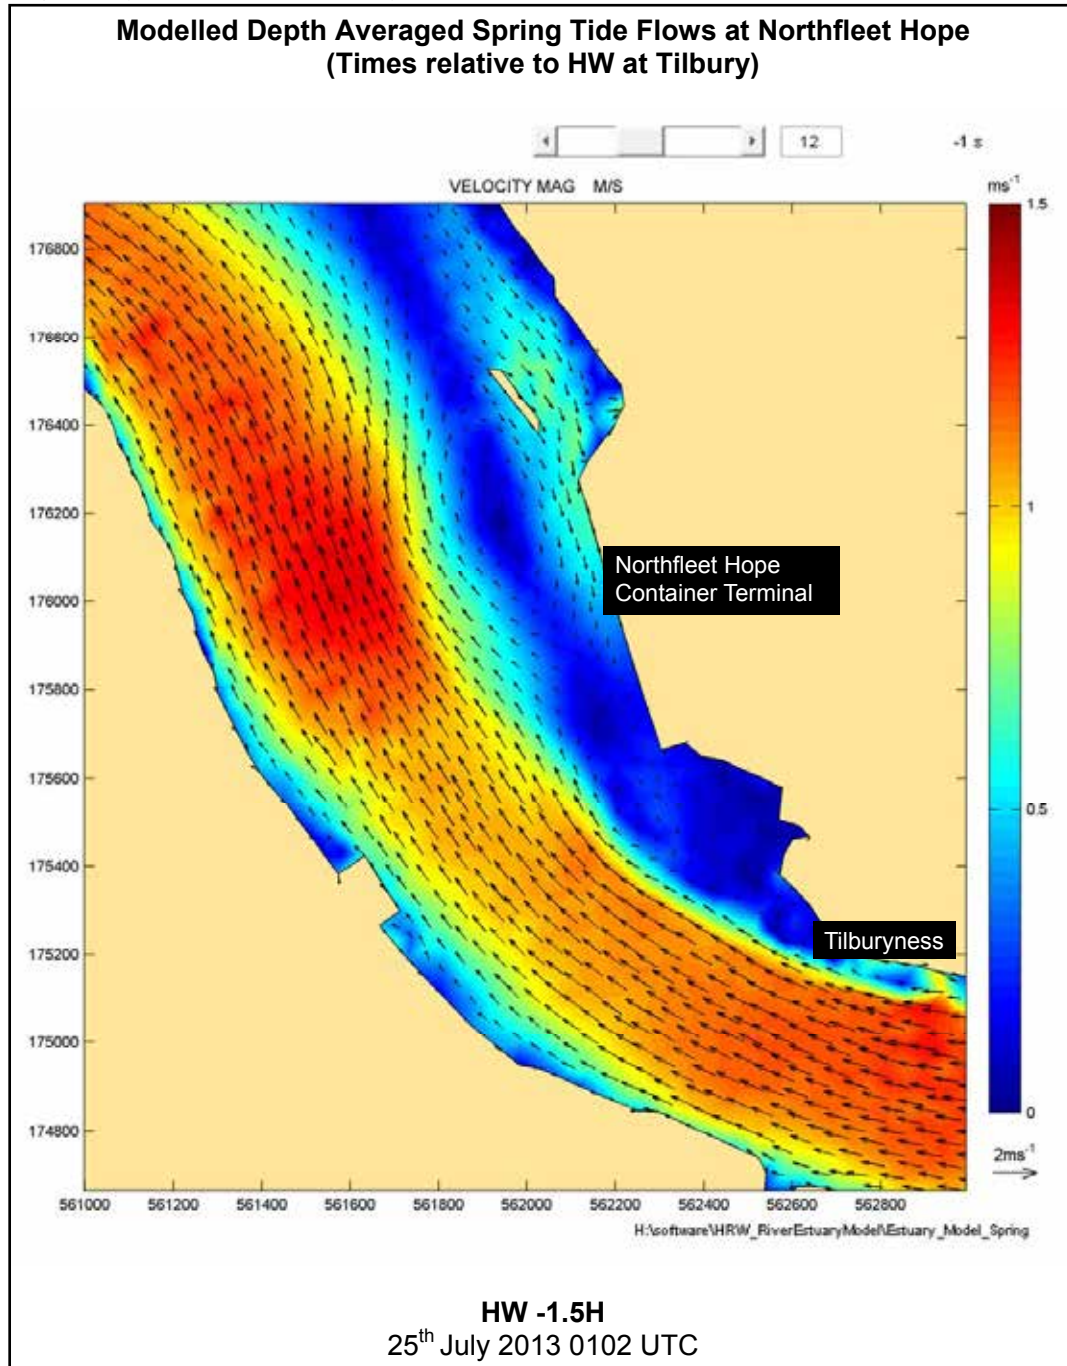 Modelled Depth Averaged Spring Tide Flows at Northfleet Hope
(Times relative to HW at Tilbury)
12
-1 s
VELOCITY MAG M/S
ms⁻¹
1.5
176800
176600
176400
176200
Northfleet Hope
Container Terminal
176000
1
175800
175600
0.5
175400
Tilburyness
175200
175000
174800
0
2ms⁻¹
561000 561200 561400 561600 561800 562000 562200 562400 562600 562800
H:\software\HRW_RiverEstuaryModel\Estuary_Model_Spring
HW -1.5H
25th July 2013 0102 UTC